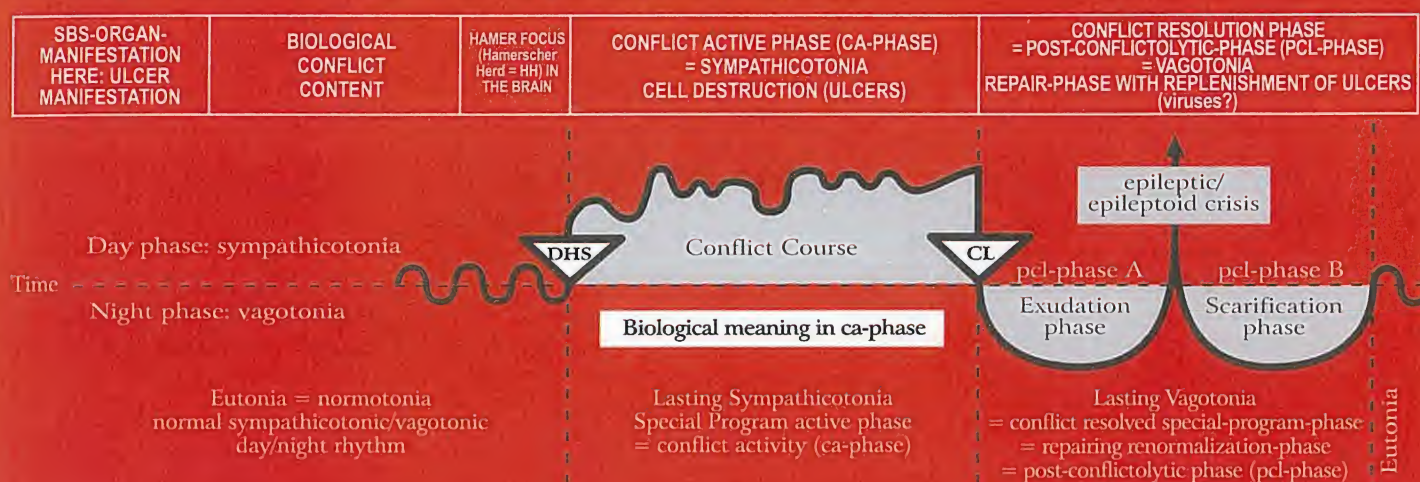 SBS-ORGAN-
MANIFESTATION
HERE: ULCER
MANIFESTATION
BIOLOGICAL
CONFLICT
CONTENT
HAMER FOCUS
(Hamerscher
Herd = HH) IN
THE BRAIN
CONFLICT ACTIVE PHASE (CA-PHASE)
= SYMPATHICOTONIA
CELL DESTRUCTION (ULCERS)
CONFLICT RESOLUTION PHASE
= POST-CONFLICTOLYTIC-PHASE (PCL-PHASE)
= VAGOTONIA
REPAIR-PHASE WITH REPLENISHMENT OF ULCERS
(viruses?)
epileptic/
epileptoid crisis
Day phase: sympathicotonia
DHS
Conflict Course
CL
Time
pcl-phase A
pcl-phase B
Night phase: vagotonia
Exudation
phase
Scarification
phase
Biological meaning in ca-phase
Eutonia = normotonia
normal sympathicotonic/vagotonic
day/night rhythm
Lasting Sympathicotonia
Special Program active phase
= conflict activity (ca-phase)
Lasting Vagotonia
= conflict resolved special-program-phase
= repairing renormalization-phase
= post-conflictolytic phase (pcl-phase)
Eutonia